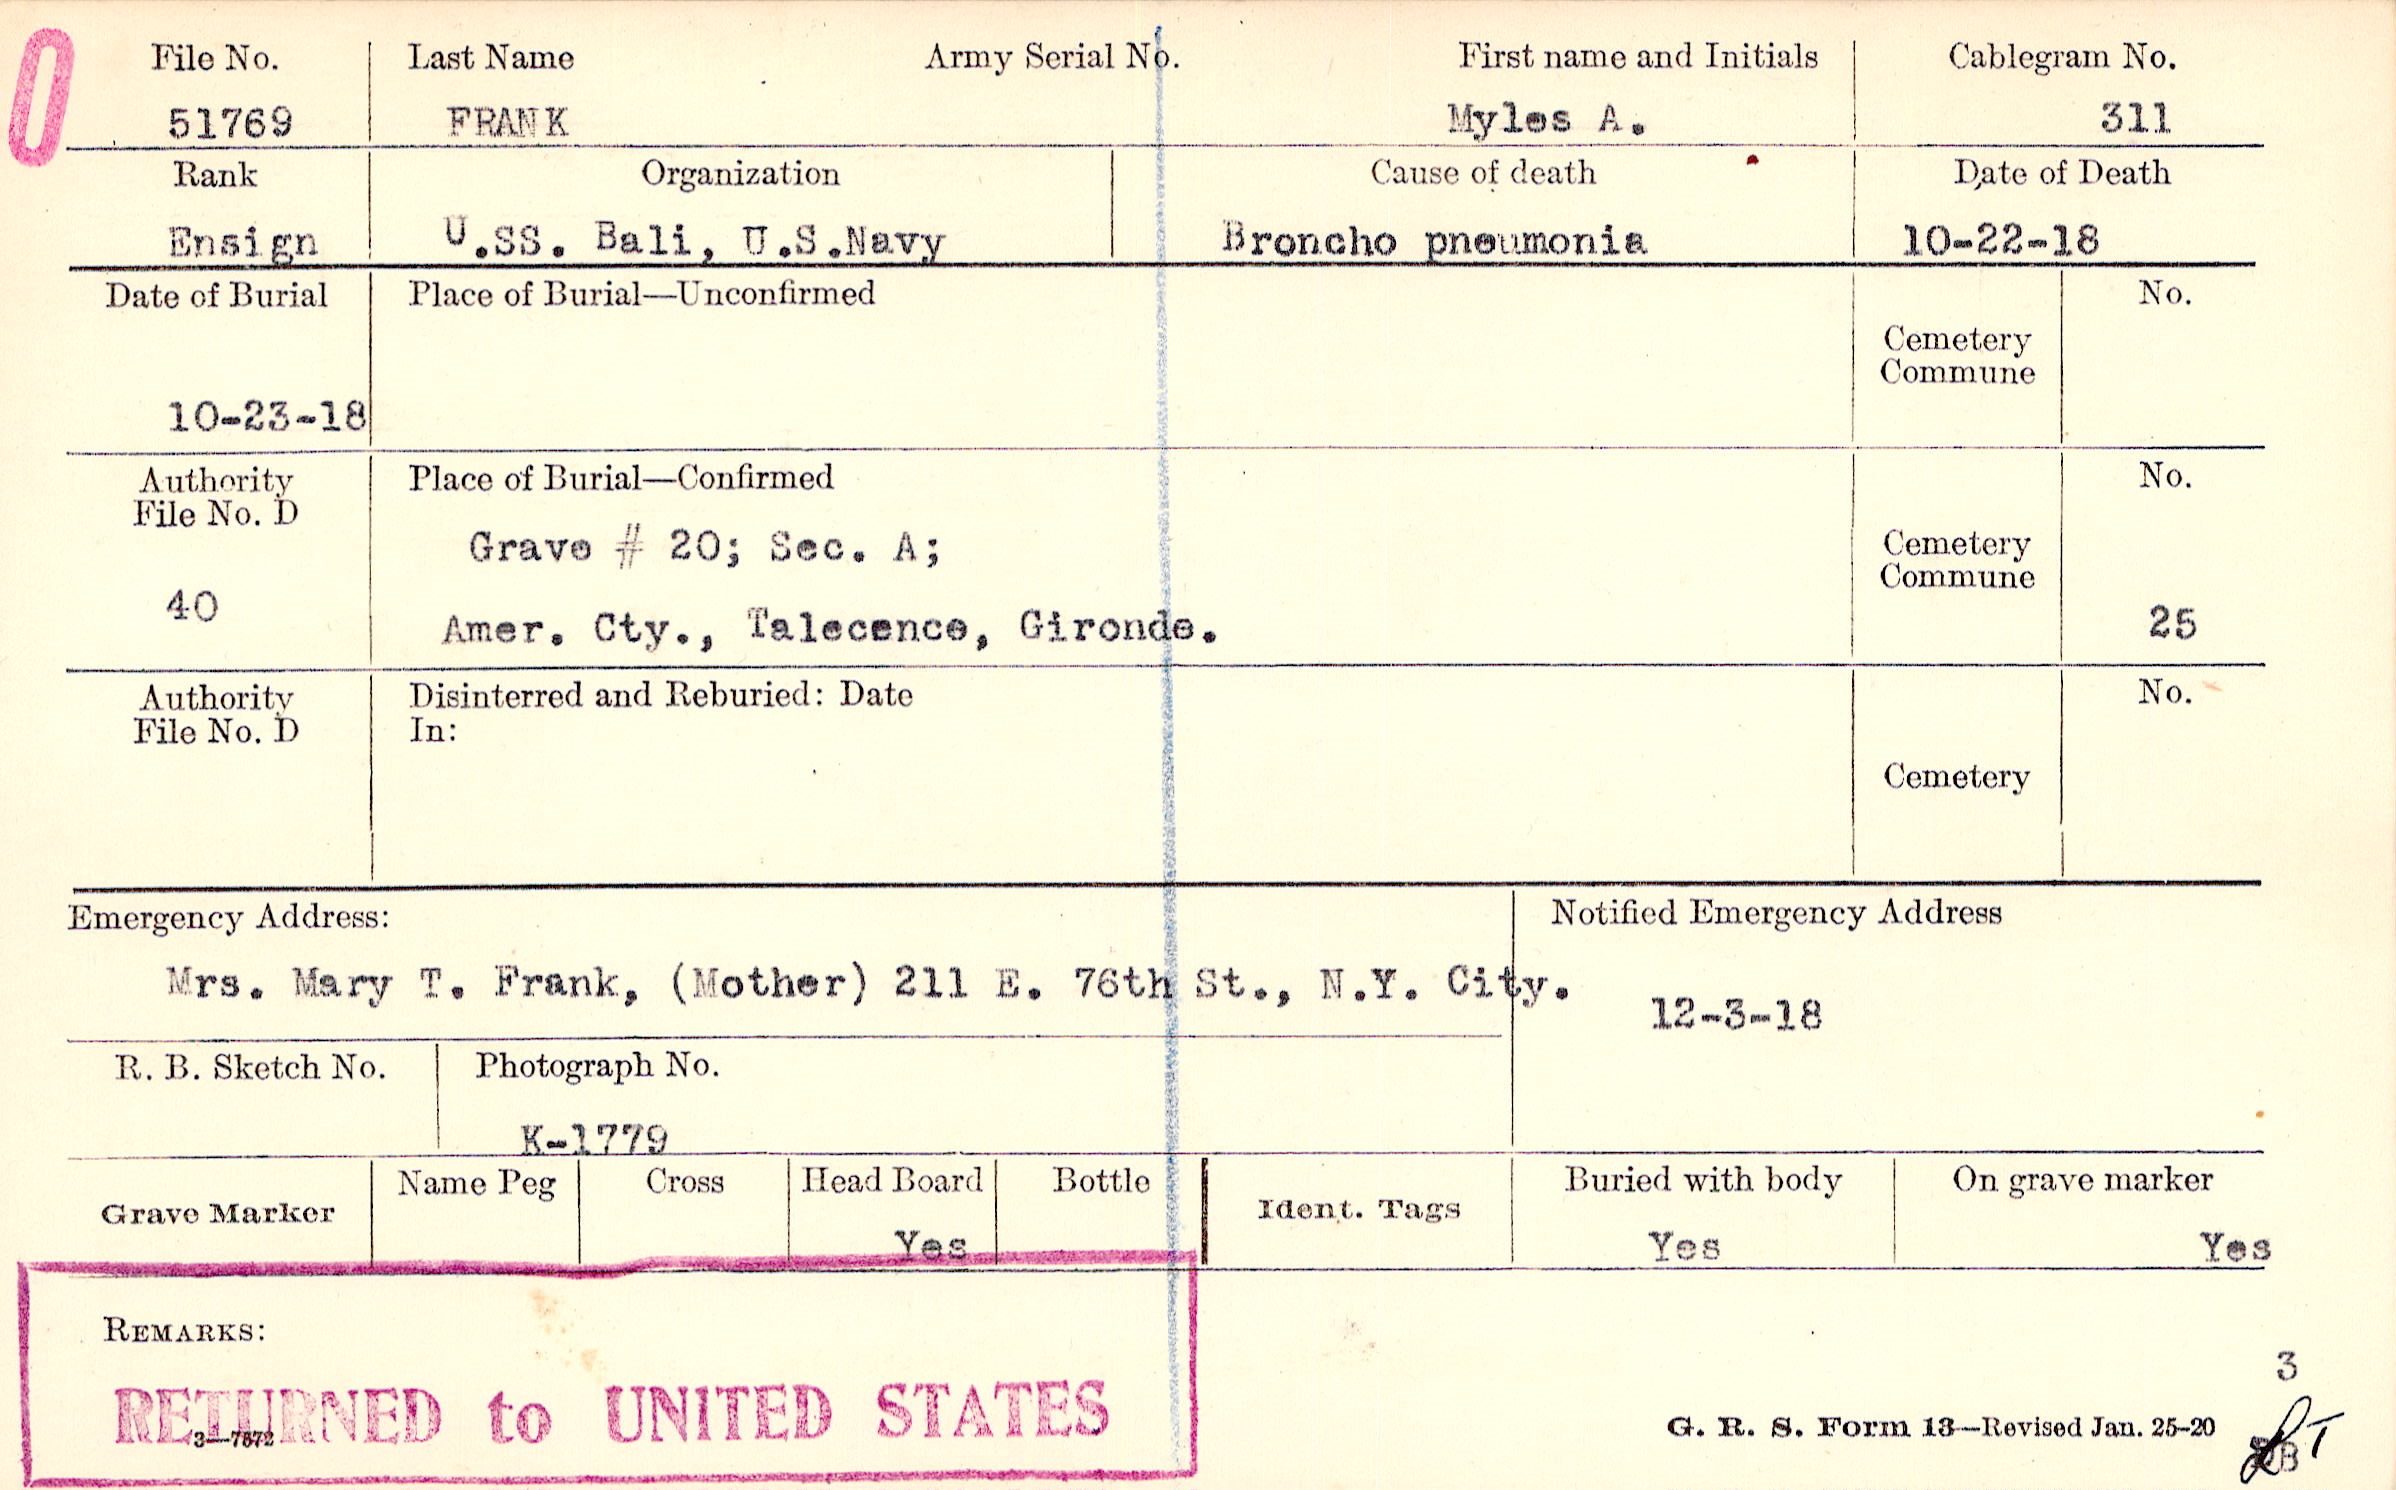 0
File No. Last Name Army Serial No. First name and Initials Cablegram No.
51769 FRANK Myles A. 311
Rank Organization Cause of death Date of Death
Ensign U.SS. Bali, U.S.Navy Broncho pneumonia 10-22-18
Date of Burial Place of Burial—Unconfirmed No.
Cemetery
Commune
10-23-18
Authority Place of Burial—Confirmed No.
File No. D
Grave # 20; Sec. A;
Cemetery
Commune
40
Amer. Cty., Talecence, Gironde. 25
Authority Disinterred and Reburied: Date No.
File No. D In:
Cemetery
Emergency Address: Notified Emergency Address
Mrs. Mary T. Frank, (Mother) 211 E. 76th St., N.Y. City.
12-3-18
R. B. Sketch No. Photograph No.
K-1779
Grave Marker Name Peg Cross Head Board Bottle Ident. Tags Buried with body On grave marker
Yes Yes Yes
REMARKS:
3
RETURNED to UNITED STATES
3—7872 G. R. S. Form 13—Revised Jan. 25-20